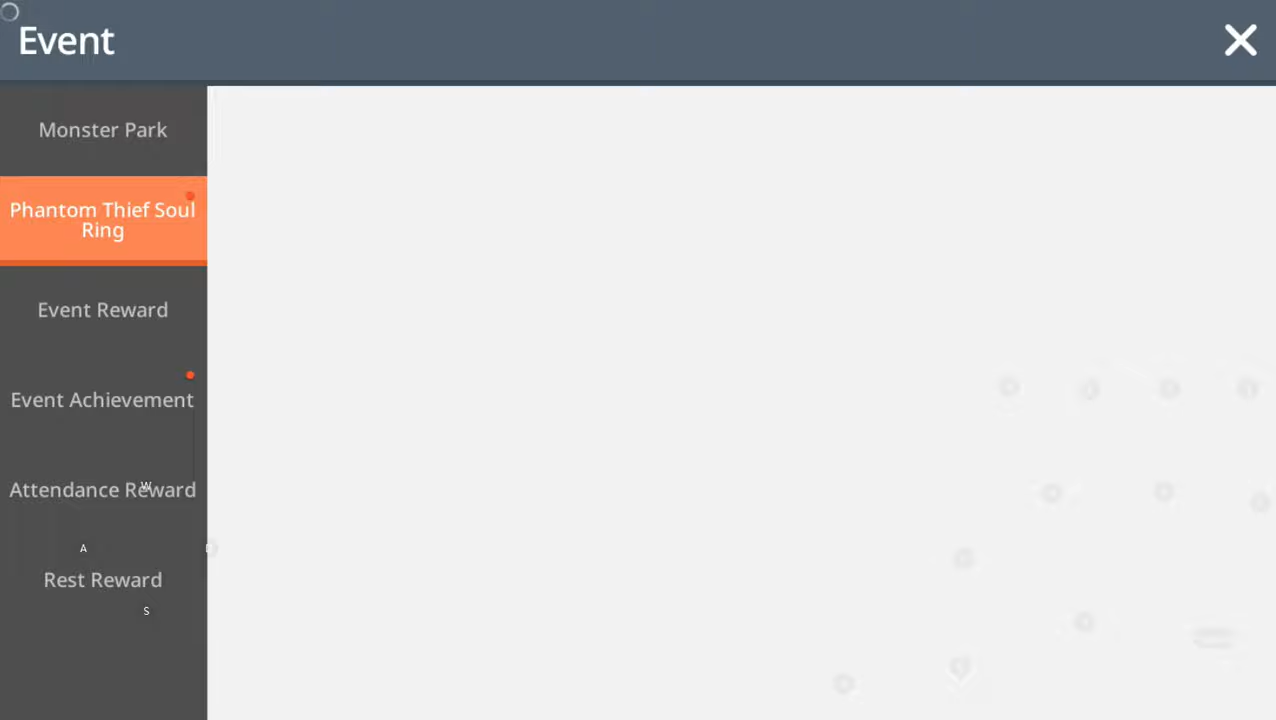 Event
Monster Park
Phantom Thief Soul
Ring
Event Reward
Event Achievement
Attendance Reward
W
A
Rest Reward
S